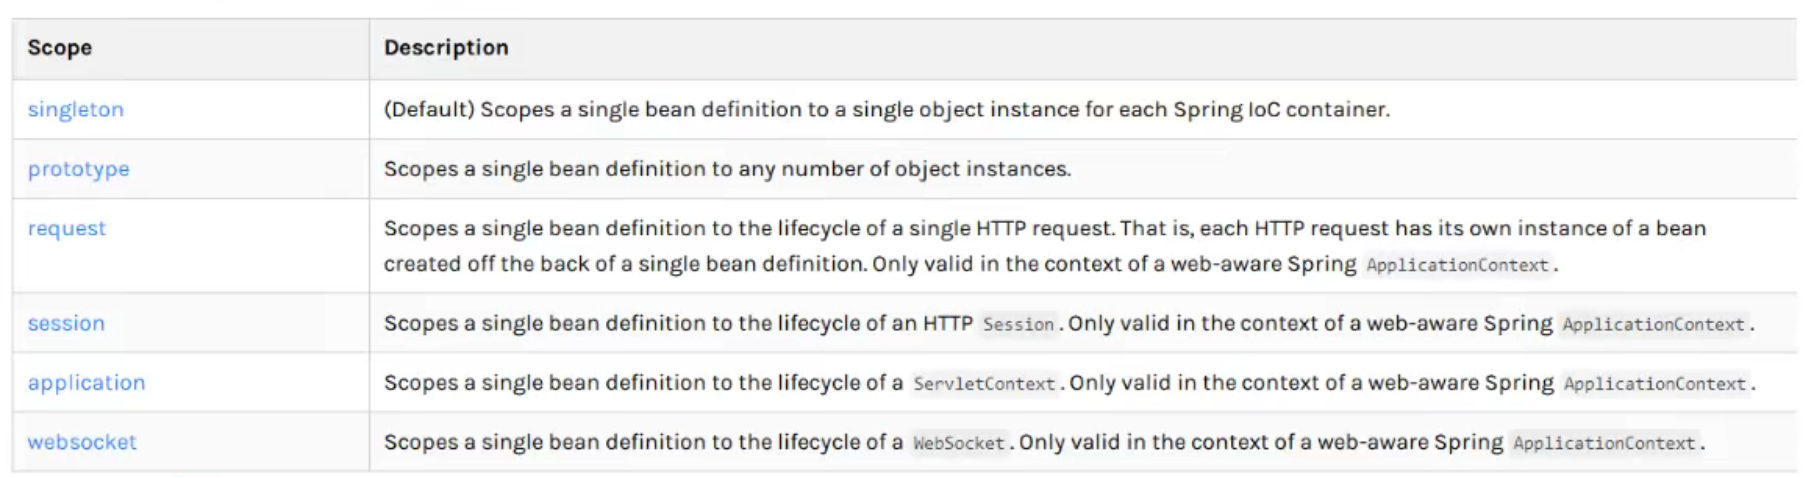 Scope Description
singleton (Default) Scopes a single bean definition to a single object instance for each Spring IoC container.
prototype Scopes a single bean definition to any number of object instances.
request Scopes a single bean definition to the lifecycle of a single HTTP request. That is, each HTTP request has its own instance of a bean
created off the back of a single bean definition. Only valid in the context of a web-aware Spring ApplicationContext.
session Scopes a single bean definition to the lifecycle of an HTTP Session. Only valid in the context of a web-aware Spring ApplicationContext.
application Scopes a single bean definition to the lifecycle of a ServletContext. Only valid in the context of a web-aware Spring ApplicationContext.
websocket Scopes a single bean definition to the lifecycle of a WebSocket. Only valid in the context of a web-aware Spring ApplicationContext.